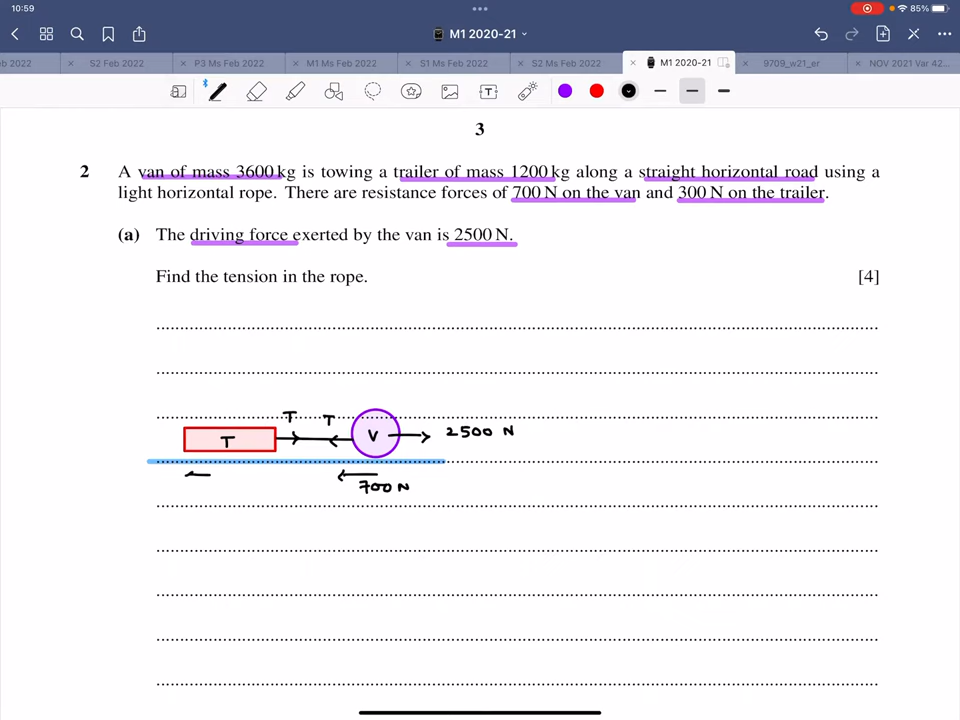 10:59
85%
M1 2020-21
b 2022
S2 Feb 2022
P3 Ms Feb 2022
M1 Ms Feb 2022
S1 Ms Feb 2022
S2 Ms Feb 2022
M1 2020-21
9709_w21_er
NOV 2021 Var 42...
3
2 A van of mass 3600 kg is towing a trailer of mass 1200 kg along a straight horizontal road using a
light horizontal rope. There are resistance forces of 700 N on the van and 300 N on the trailer.
(a) The driving force exerted by the van is 2500 N.
Find the tension in the rope. [4]
T T
T V 2500 N
700 N